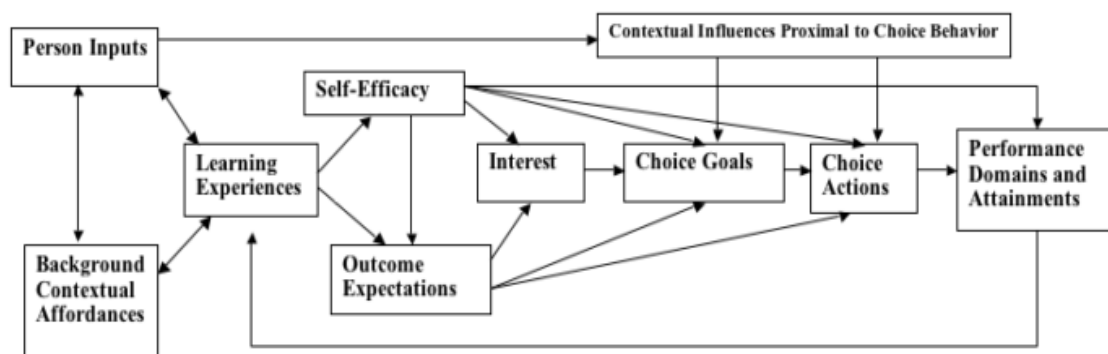 Person Inputs
Contextual Influences Proximal to Choice Behavior
Self-Efficacy
Learning
Experiences
Interest
Choice Goals
Choice
Actions
Performance
Domains and
Attainments
Background
Contextual
Affordances
Outcome
Expectations